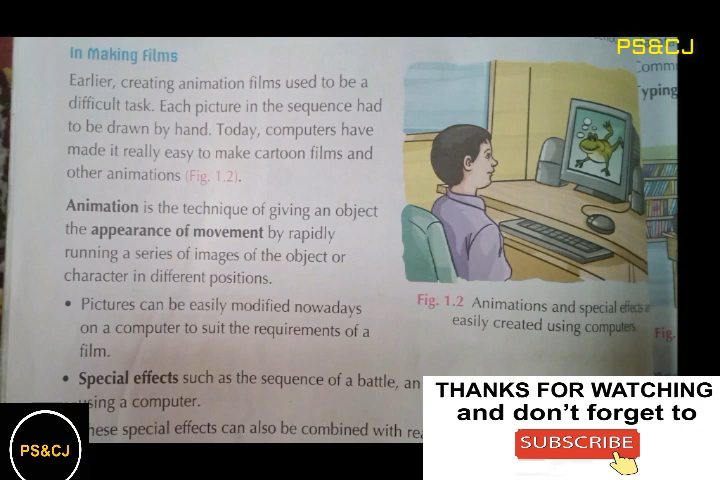 PS&CJ
In Making Films
Earlier, creating animation films used to be a
difficult task. Each picture in the sequence had
to be drawn by hand. Today, computers have
made it really easy to make cartoon films and
other animations (Fig. 1.2).
Animation is the technique of giving an object
the appearance of movement by rapidly
running a series of images of the object or
character in different positions.
• Pictures can be easily modified nowadays
on a computer to suit the requirements of a
film.
• Special effects such as the sequence of a battle, an
using a computer.
these special effects can also be combined with
Fig. 1.2 Animations and special effects
easily created using computers.
Typing
Fig.
THANKS FOR WATCHING
and don't forget to
SUBSCRIBE
PS&CJ